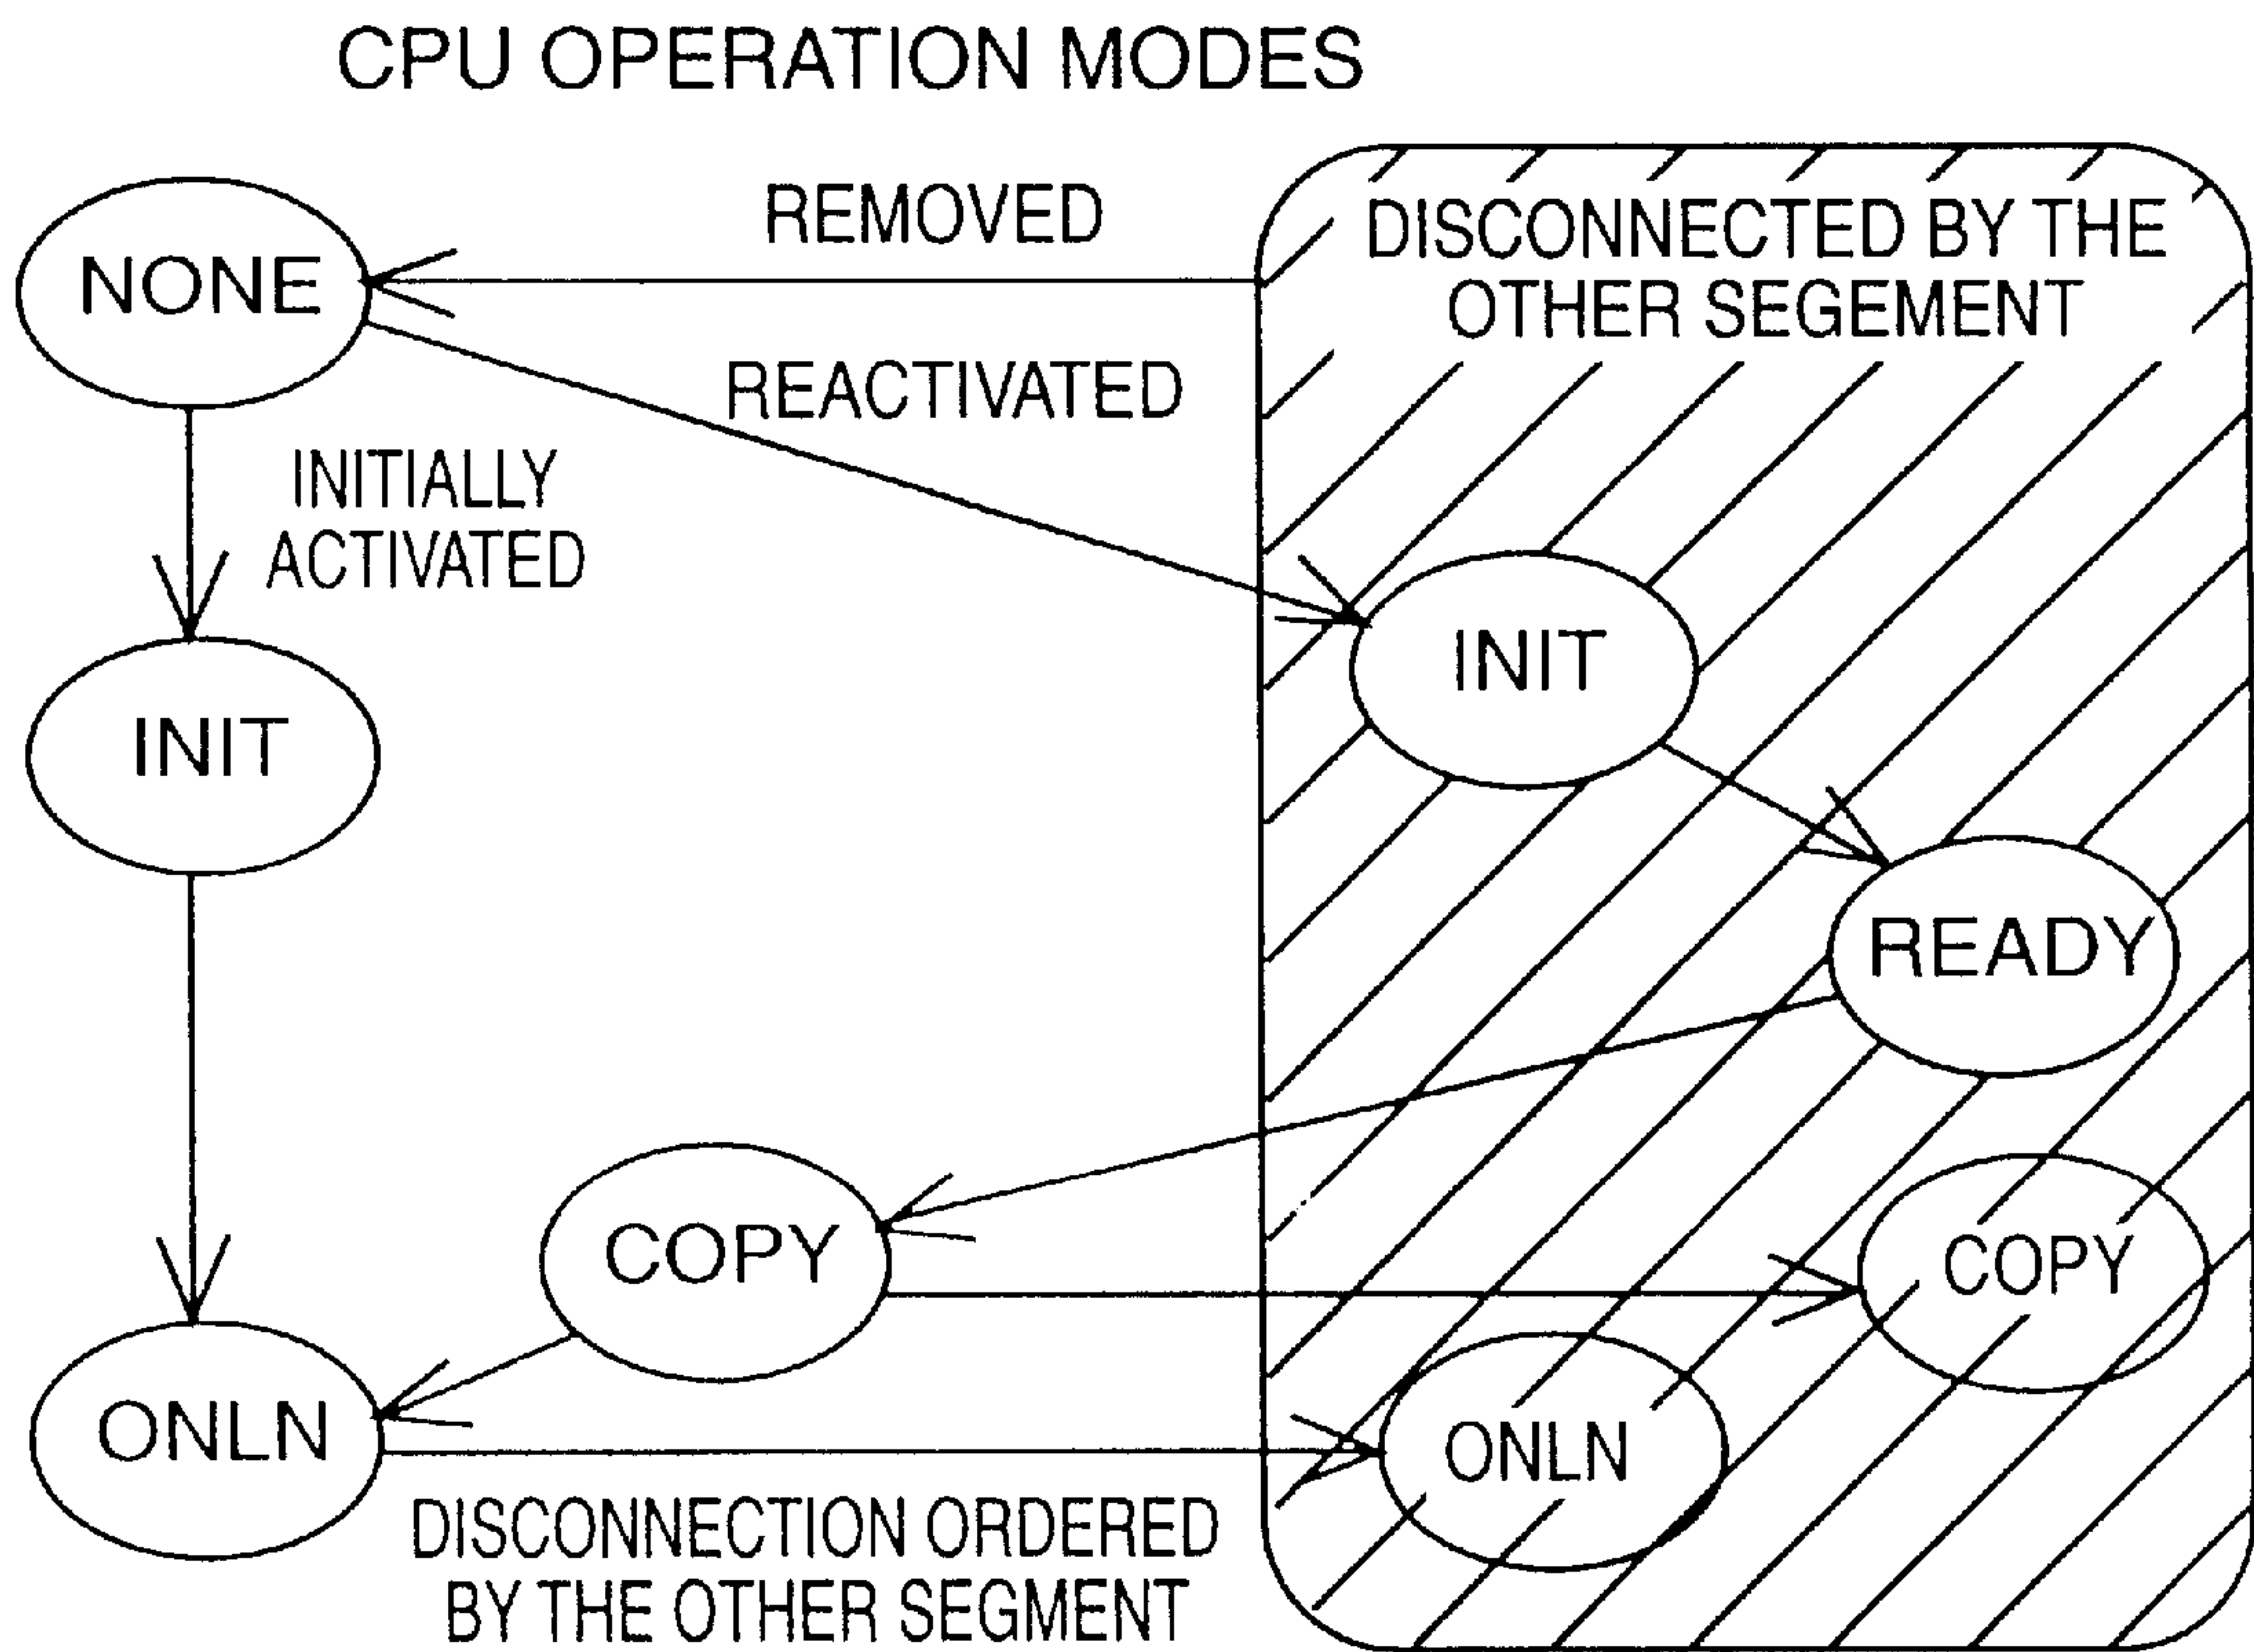 CPU OPERATION MODES
NONE
REMOVED
DISCONNECTED BY THE
OTHER SEGEMENT
REACTIVATED
INITIALLY
ACTIVATED
INIT
INIT
READY
COPY
COPY
ONLN
ONLN
DISCONNECTION ORDERED
BY THE OTHER SEGMENT